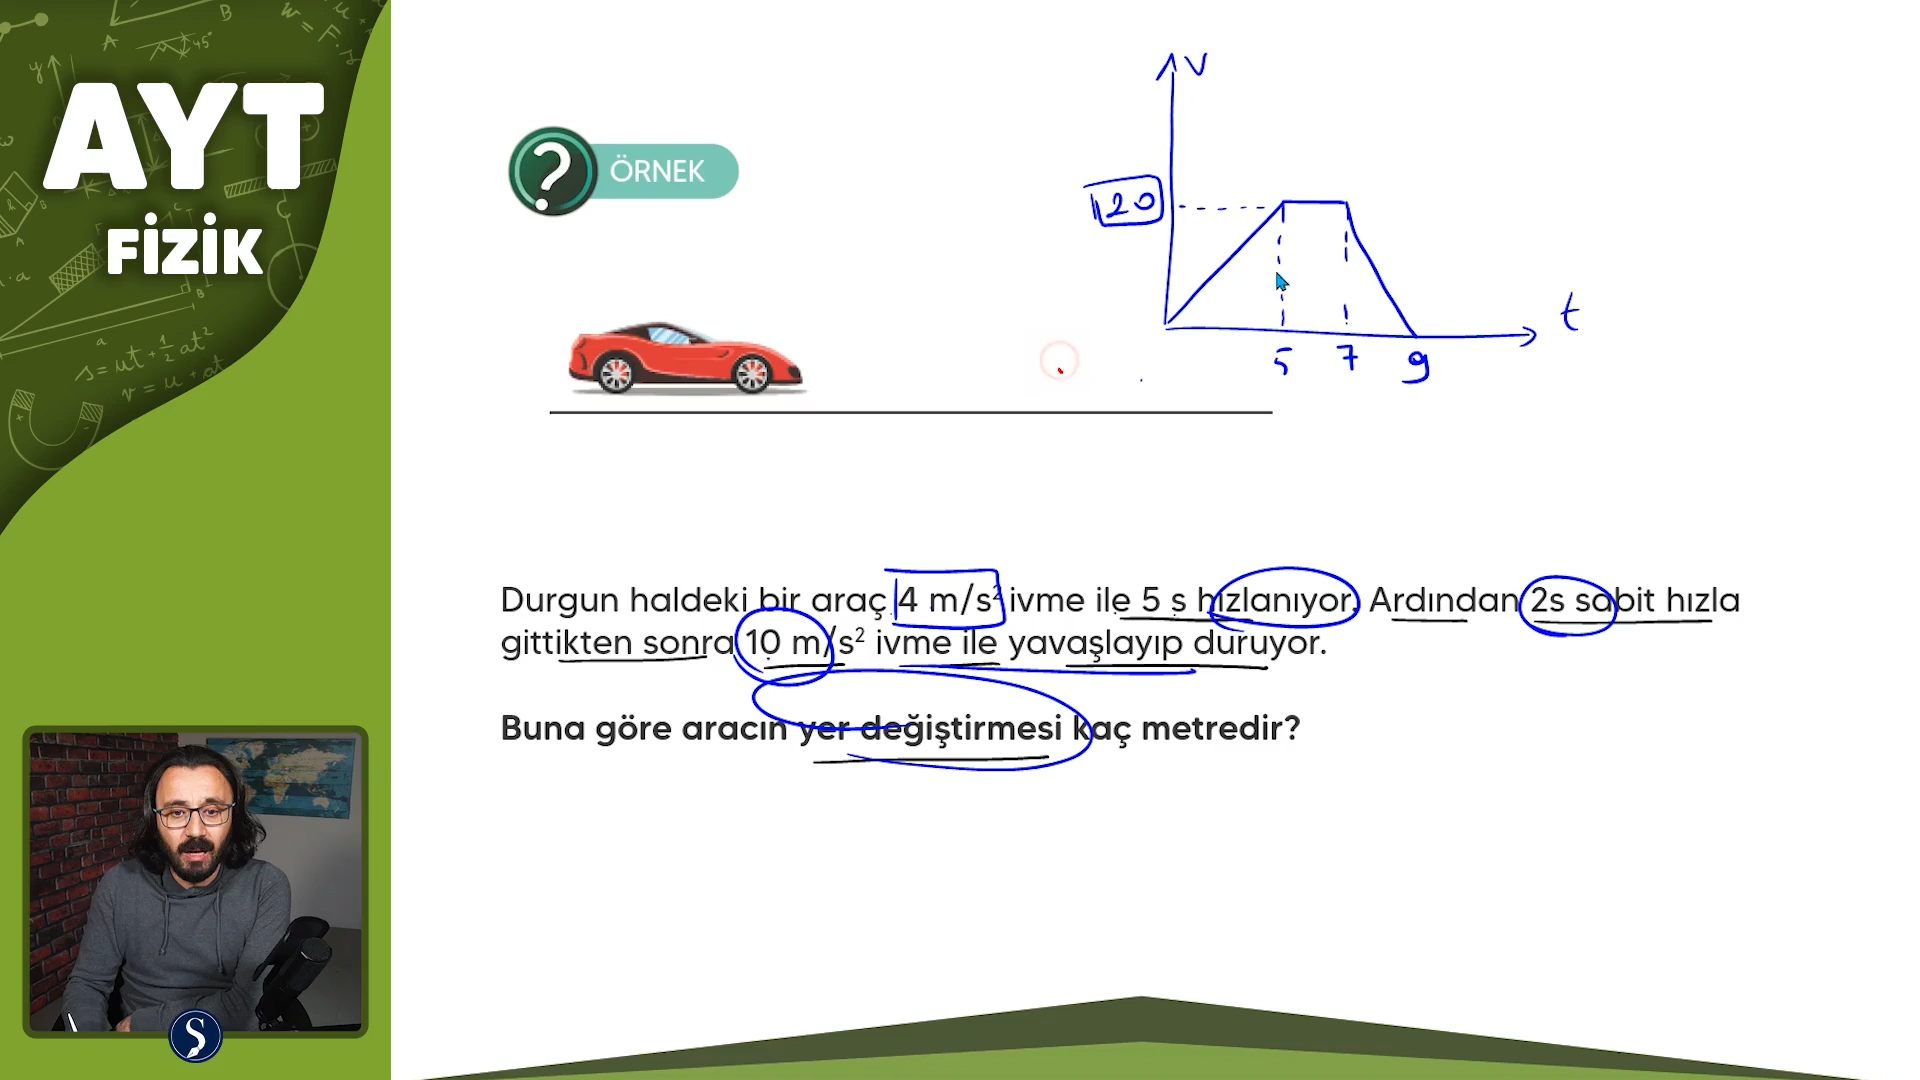 AYT
FİZİK
? ÖRNEK
V
20
t
5 7 9
Durgun haldeki bir araç 4 m/s² ivme ile 5 s hızlanıyor. Ardından 2s sabit hızla
gittikten sonra 10 m/s² ivme ile yavaşlayıp duruyor.
Buna göre aracın yer değiştirmesi kaç metredir?
B
A
45°
y
s=ut+½at²
v=u+at
S